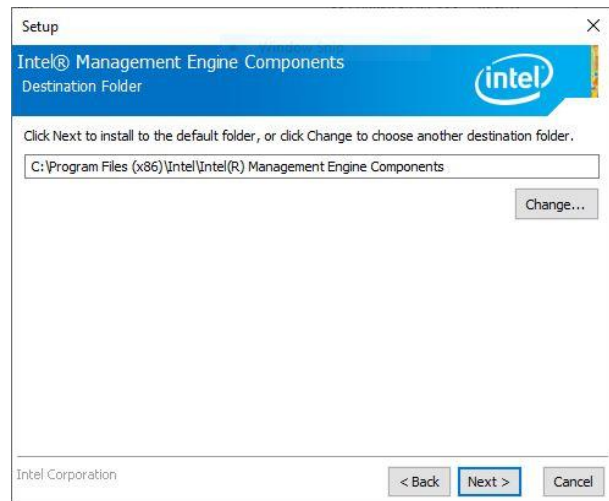 Setup
Intel® Management Engine Components
Destination Folder
intel
Click Next to install to the default folder, or click Change to choose another destination folder.
C:\Program Files (x86)\Intel\Intel(R) Management Engine Components
Change...
Intel Corporation
< Back
Next >
Cancel